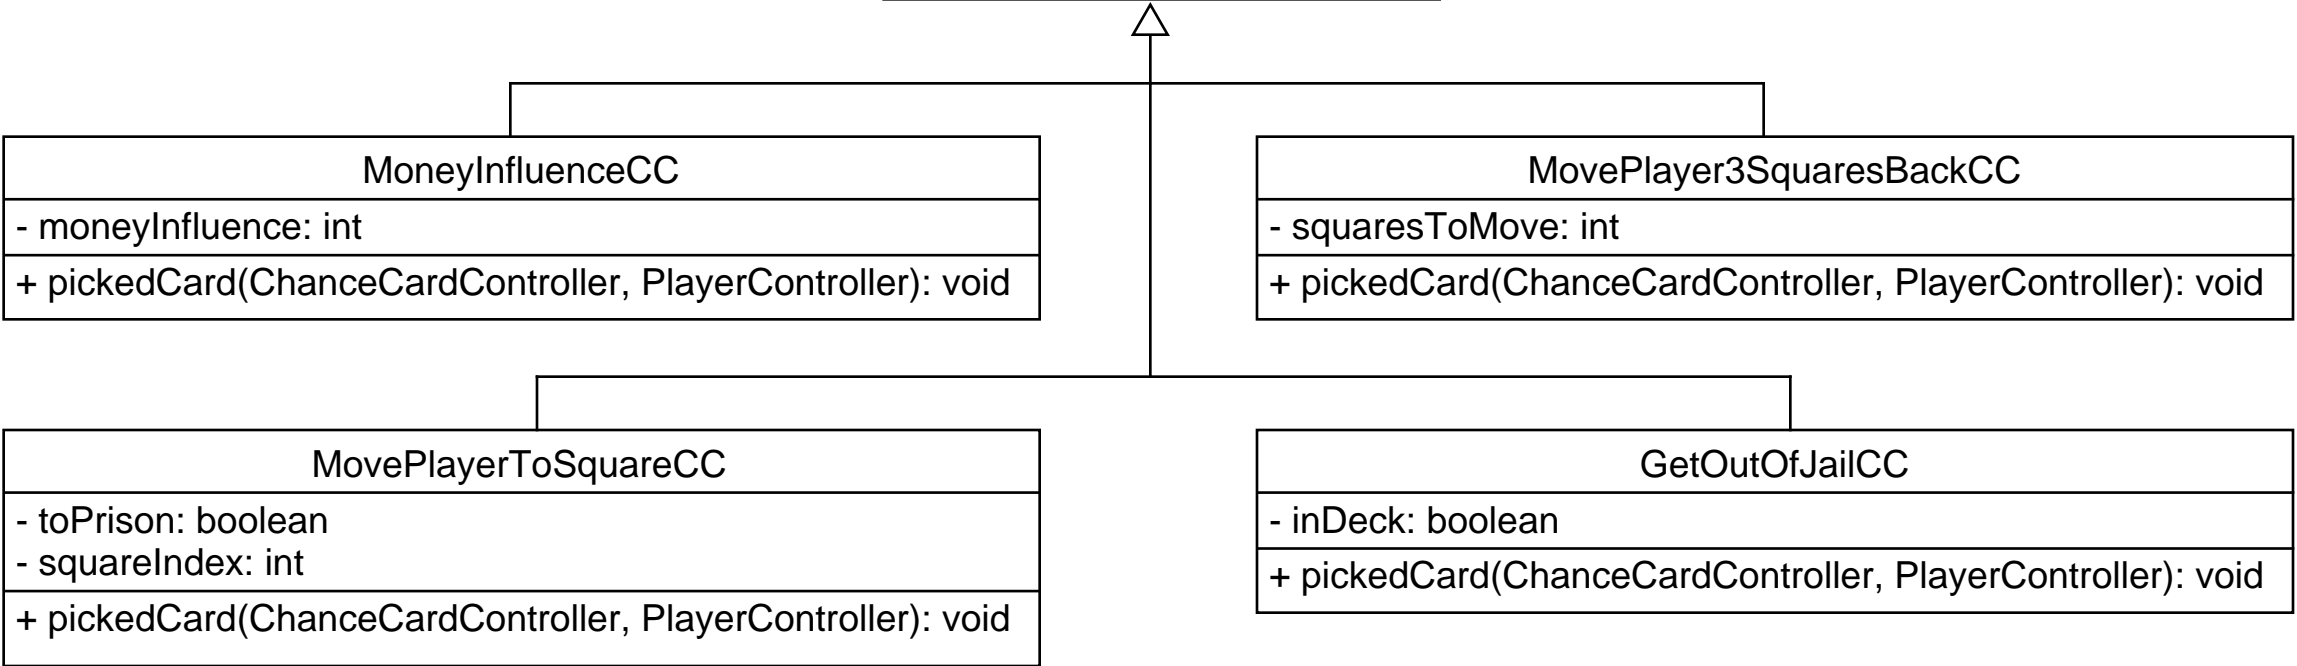 MoneyInfluenceCC
- moneyInfluence: int
+ pickedCard(ChanceCardController, PlayerController): void
MovePlayer3SquaresBackCC
- squaresToMove: int
+ pickedCard(ChanceCardController, PlayerController): void
MovePlayerToSquareCC
- toPrison: boolean
- squareIndex: int
+ pickedCard(ChanceCardController, PlayerController): void
GetOutOfJailCC
- inDeck: boolean
+ pickedCard(ChanceCardController, PlayerController): void